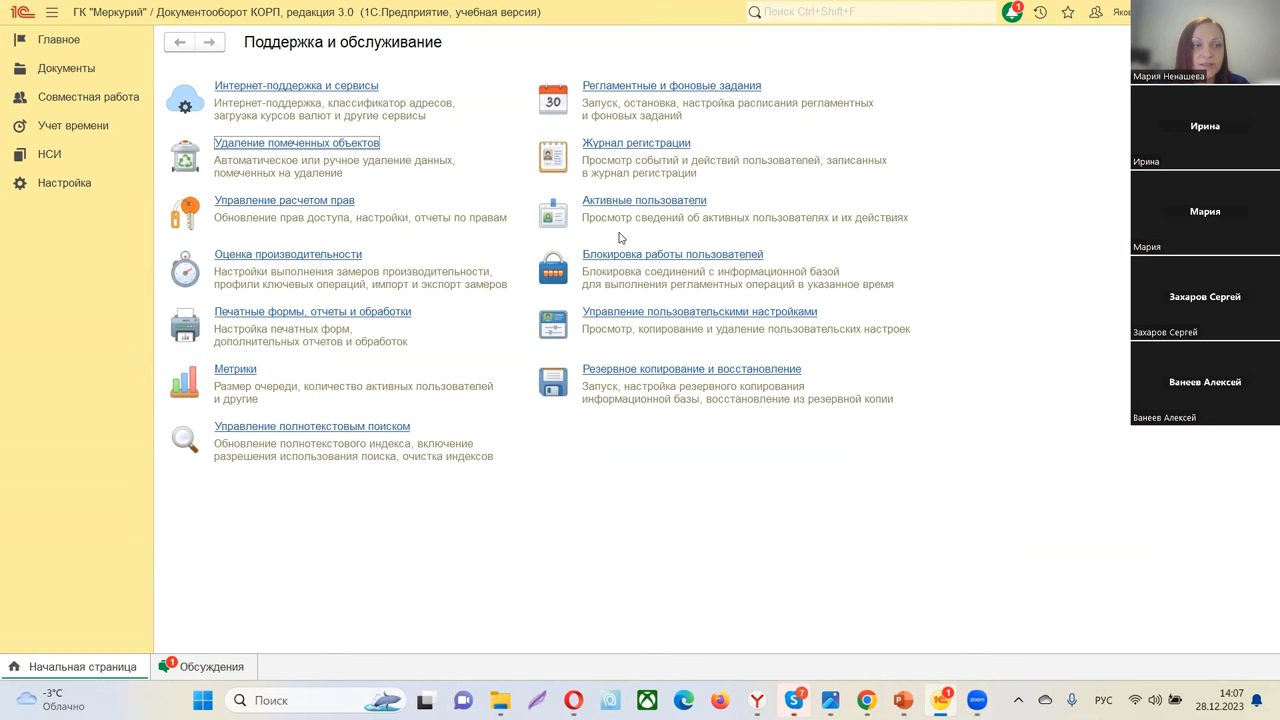 ГК "Меркурий" / Документооборот КОРП, редакция 3.0 (1С:Предприятие, учебная версия)
Поиск Ctrl+Shift+F
1
Яков
Главное
Документы
Совместная работа
Учет времени
НСИ
Настройка
Поддержка и обслуживание
Интернет-поддержка и сервисы
Интернет-поддержка, классификатор адресов,
загрузка курсов валют и другие сервисы
Удаление помеченных объектов
Автоматическое или ручное удаление данных,
помеченных на удаление
Управление расчетом прав
Обновление прав доступа, настройки, отчеты по правам
Оценка производительности
Настройки выполнения замеров производительности,
профили ключевых операций, импорт и экспорт замеров
Печатные формы, отчеты и обработки
Настройка печатных форм,
дополнительных отчетов и обработок
Метрики
Размер очереди, количество активных пользователей
и другие
Управление полнотекстовым поиском
Обновление полнотекстового индекса, включение
разрешения использования поиска, очистка индексов
30
Регламентные и фоновые задания
Запуск, остановка, настройка расписания регламентных
и фоновых заданий
Журнал регистрации
Просмотр событий и действий пользователей, записанных
в журнал регистрации
Активные пользователи
Просмотр сведений об активных пользователях и их действиях
Блокировка работы пользователей
Блокировка соединений с информационной базой
для выполнения регламентных операций в указанное время
Управление пользовательскими настройками
Просмотр, копирование и удаление пользовательских настроек
Резервное копирование и восстановление
Запуск, настройка резервного копирования
информационной базы, восстановление из резервной копии
Мария Ненашева
Ирина
Ирина
Мария
Мария
Захаров Сергей
Захаров Сергей
Ванеев Алексей
Ванеев Алексей
Начальная страница
1
Обсуждения
-3°C
Облачно
Поиск
7
1
zoom
РУС
14:07
28.12.2023